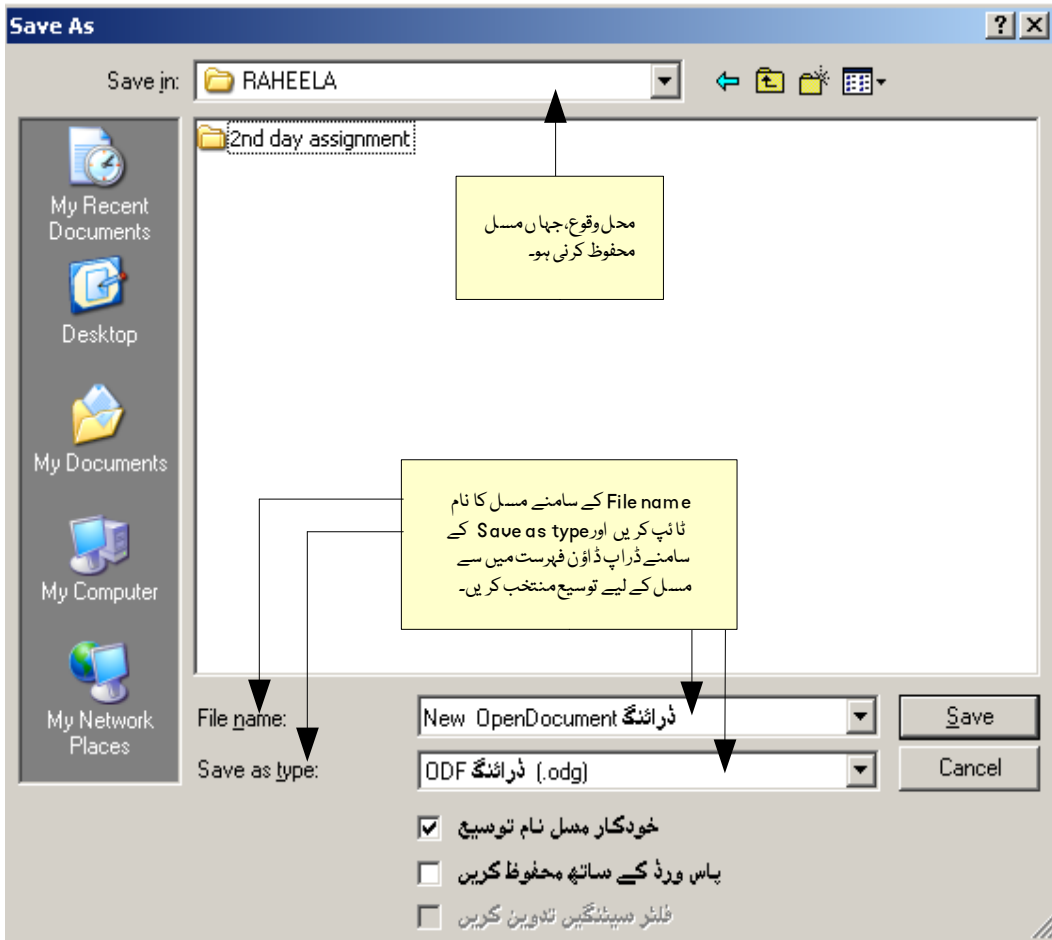 Save As
Save in:
RAHEELA
My Recent
Documents
Desktop
My Documents
My Computer
My Network
Places
2nd day assignment
محل وقوع، جہاں مسل
محفوظ کرنی ہو۔
File name کے سامنے مسل کا نام
ٹائپ کریں اور Save as type کے
سامنے ڈراپ ڈاؤن فہرست میں سے
مسل کے لیے توسیع منتخب کریں۔
File name:
New OpenDocument ڈرائنگ
Save
Save as type:
ODF ڈرائنگ (.odg)
Cancel
خودکار مسل نام توسیع
پاس ورڈ کے ساتھ محفوظ کریں
فلٹر سیٹنگیں تدوین کریں